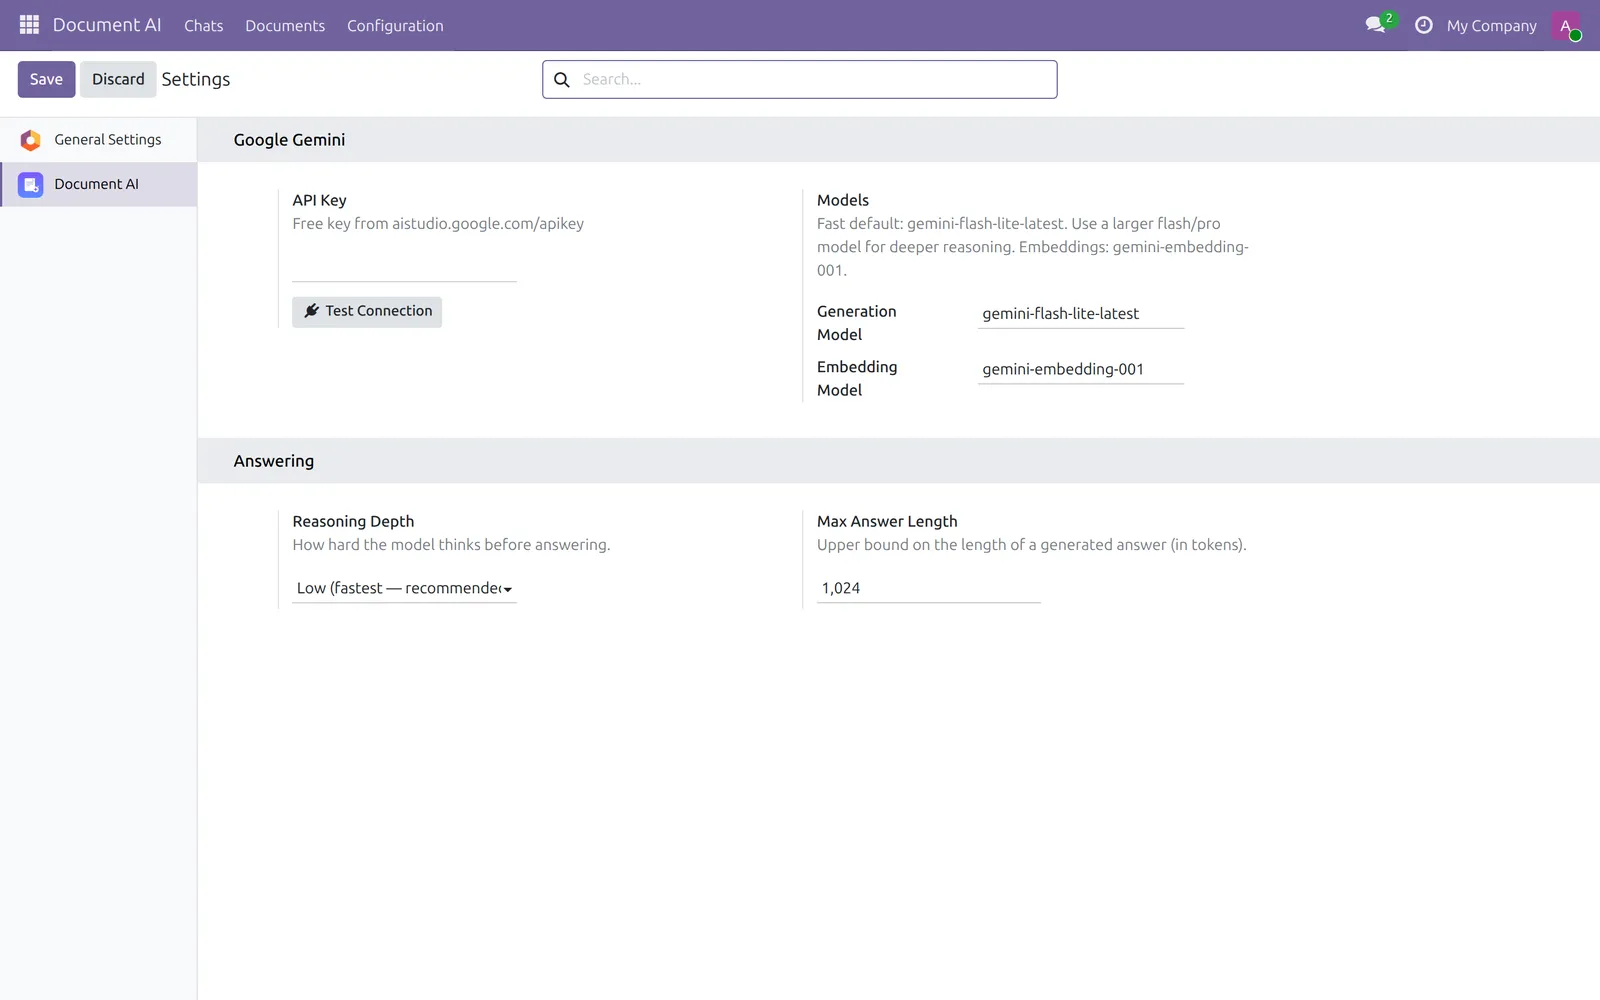 Document AI Chats Documents Configuration 2 My Company A
Save Discard Settings Search...
General Settings
Document AI
Google Gemini
API Key
Free key from aistudio.google.com/apikey
Test Connection
Models
Fast default: gemini-flash-lite-latest. Use a larger flash/pro
model for deeper reasoning. Embeddings: gemini-embedding-
001.
Generation
Model
gemini-flash-lite-latest
Embedding
Model
gemini-embedding-001
Answering
Reasoning Depth
How hard the model thinks before answering.
Low (fastest — recommended
Max Answer Length
Upper bound on the length of a generated answer (in tokens).
1,024